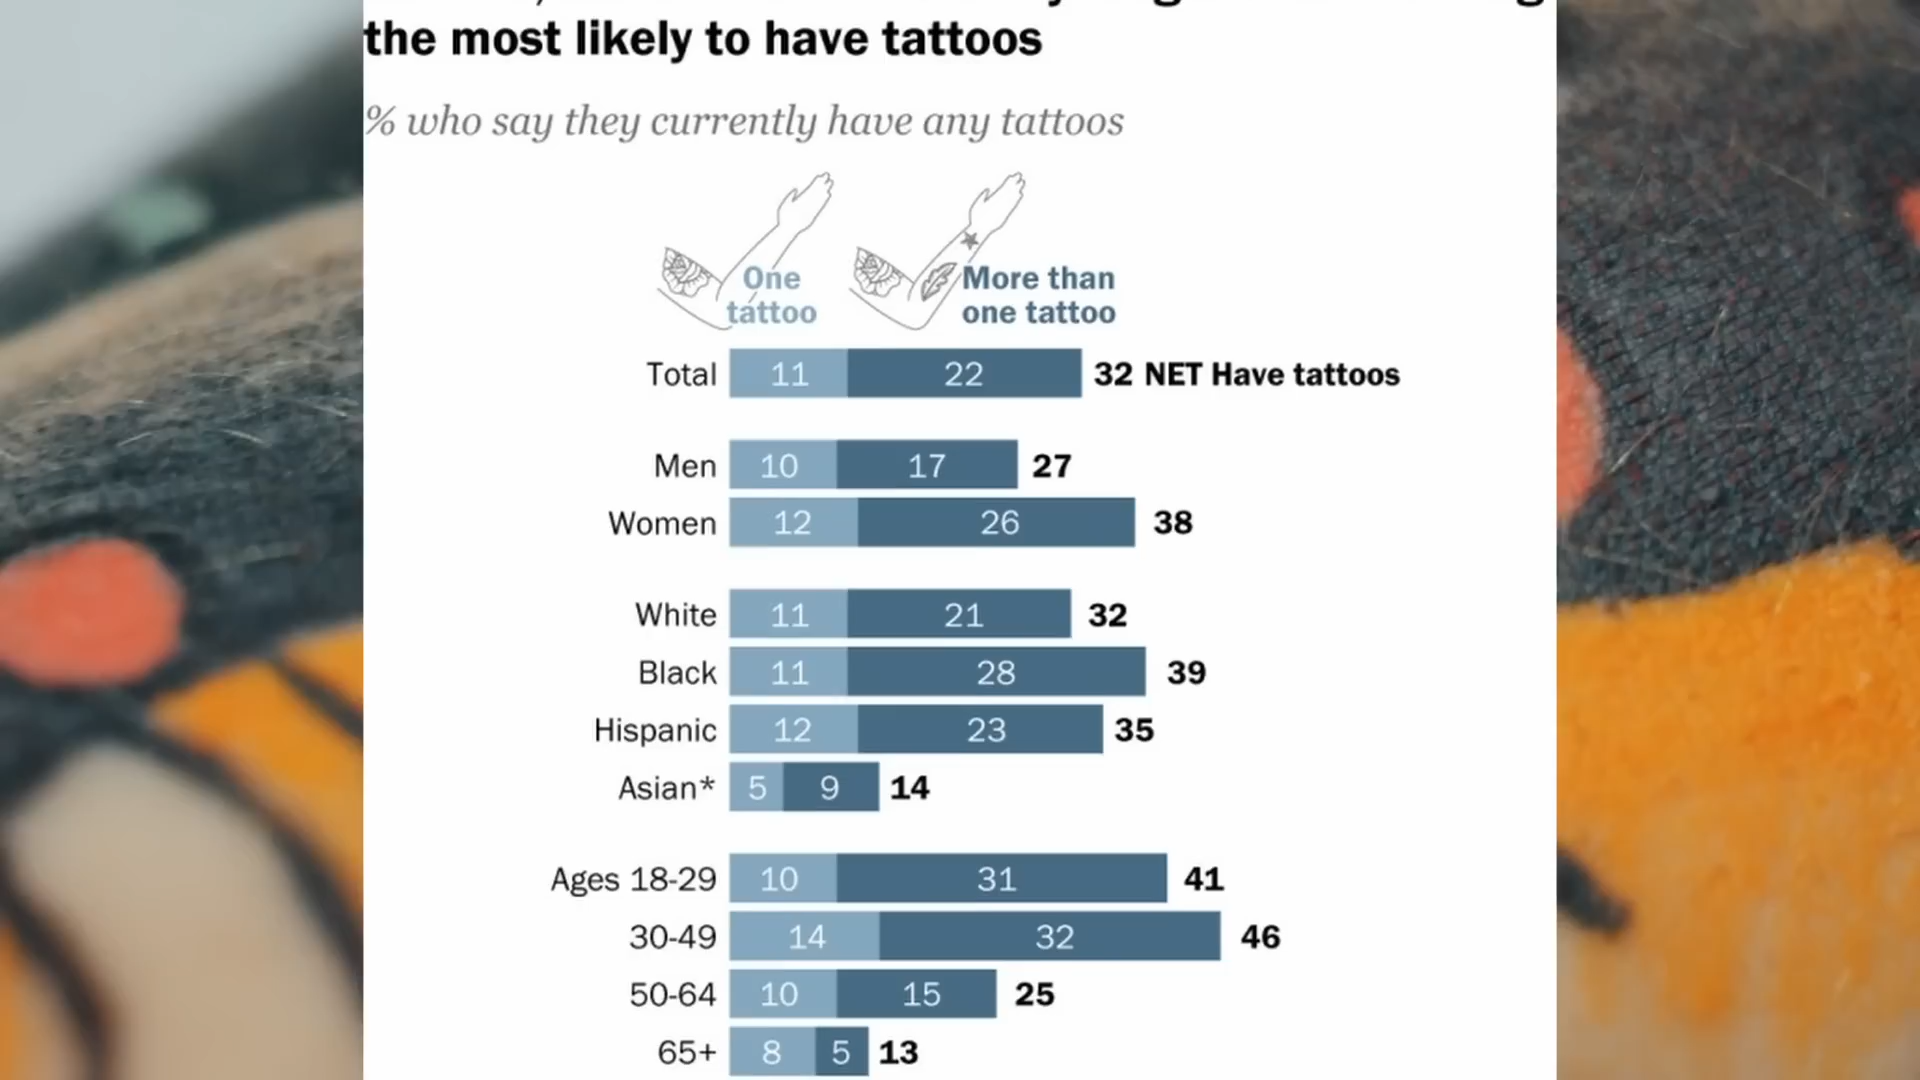 the most likely to have tattoos
% who say they currently have any tattoos
One tattoo
More than one tattoo
Total 11 22 32 NET Have tattoos
Men 10 17 27
Women 12 26 38
White 11 21 32
Black 11 28 39
Hispanic 12 23 35
Asian* 5 9 14
Ages 18-29 10 31 41
30-49 14 32 46
50-64 10 15 25
65+ 8 5 13